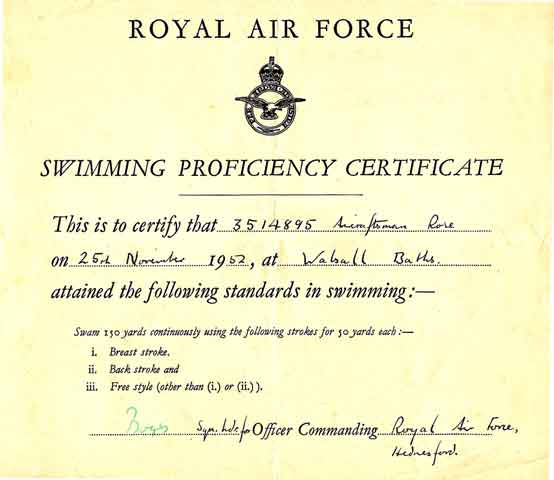 ROYAL AIR FORCE
SWIMMING PROFICIENCY CERTIFICATE
This is to certify that 3514895 Aircraftsman Rose
on 25th November 1952, at Walsall Baths.
attained the following standards in swimming:—
Swam 150 yards continuously using the following strokes for 50 yards each:—
i. Breast stroke.
ii. Back stroke and
iii. Free style (other than (i.) or (ii.)).
for Officer Commanding Royal Air Force,
Hednesford.